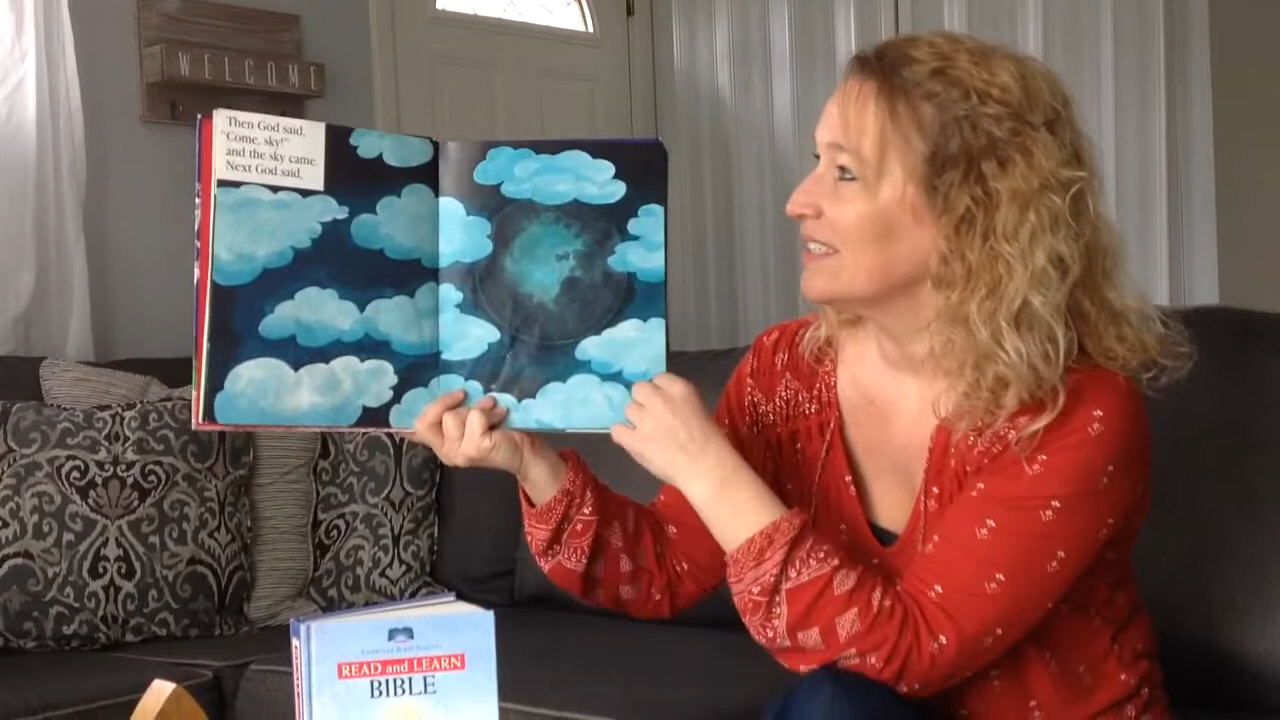 WELCOME
Then God said,
"Come, sky!"
and the sky came.
Next God said,
AMERICAN BIBLE SOCIETY
READ and LEARN
BIBLE